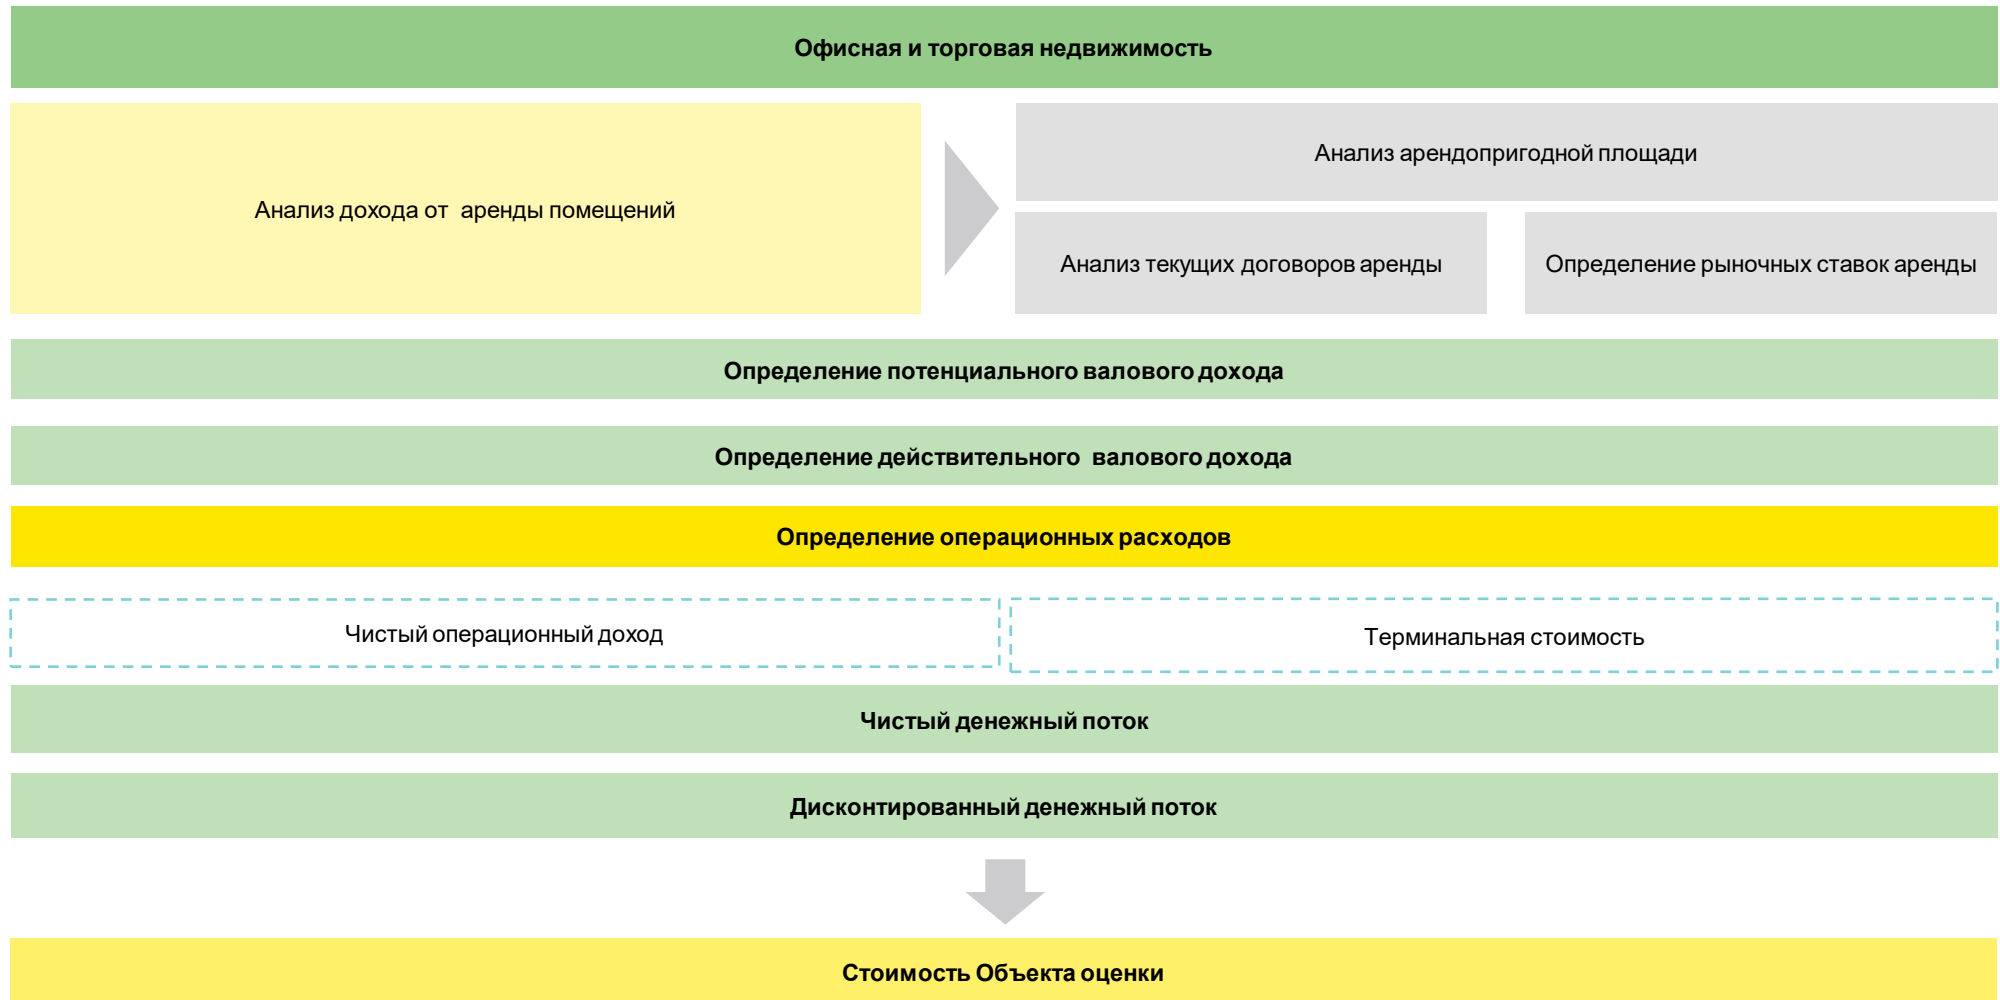 Офисная и торговая недвижимость
Анализ дохода от аренды помещений
Анализ арендопригодной площади
Анализ текущих договоров аренды
Определение рыночных ставок аренды
Определение потенциального валового дохода
Определение действительного валового дохода
Определение операционных расходов
Чистый операционный доход
Терминальная стоимость
Чистый денежный поток
Дисконтированный денежный поток
Стоимость Объекта оценки